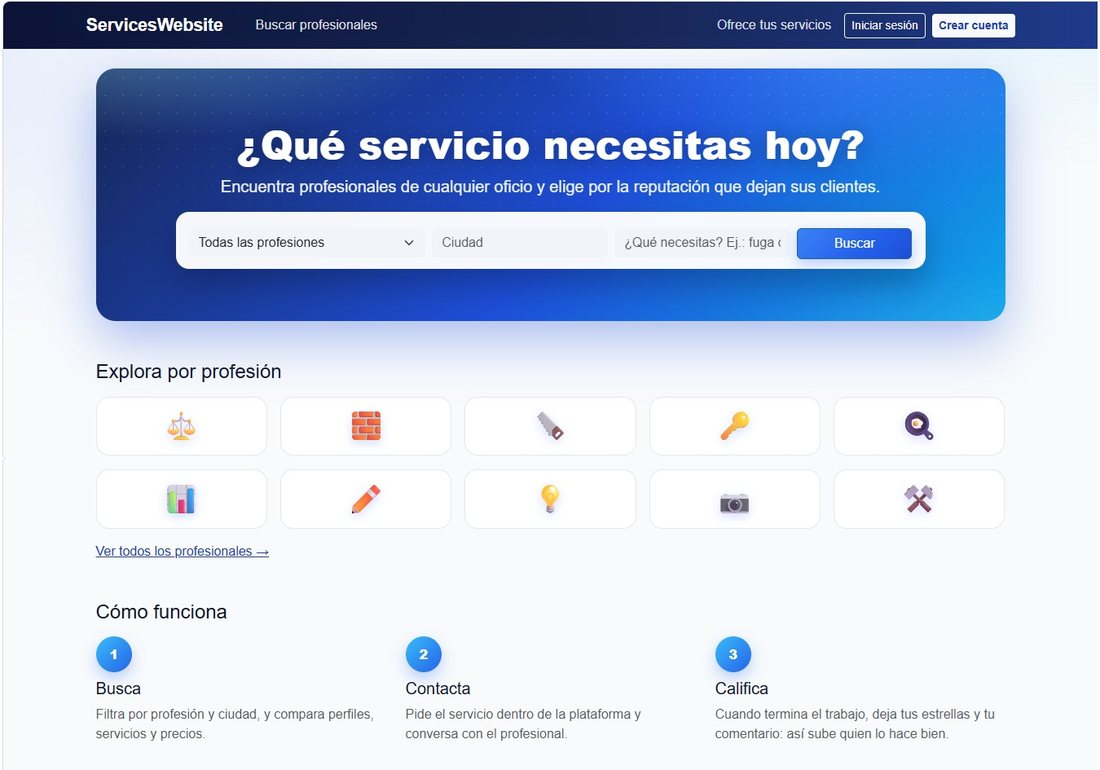 ServicesWebsite
Buscar profesionales
Ofrece tus servicios
Iniciar sesión
Crear cuenta
¿Qué servicio necesitas hoy?
Encuentra profesionales de cualquier oficio y elige por la reputación que dejan sus clientes.
Todas las profesiones
Ciudad
¿Qué necesitas? Ej.: fuga
Buscar
Explora por profesión
Ver todos los profesionales →
Cómo funciona
1
Busca
Filtra por profesión y ciudad, y compara perfiles,
servicios y precios.
2
Contacta
Pide el servicio dentro de la plataforma y
conversa con el profesional.
3
Califica
Cuando termina el trabajo, deja tus estrellas y tu
comentario: así sube quien lo hace bien.